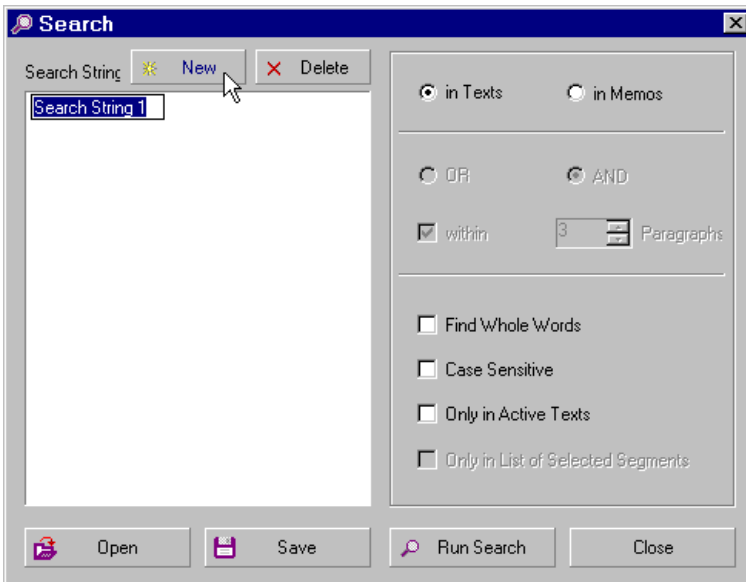 Search
Search String
New
Delete
Search String 1
in Texts
in Memos
OR
AND
within
3
Paragraphs
Find Whole Words
Case Sensitive
Only in Active Texts
Only in List of Selected Segments
Open
Save
Run Search
Close